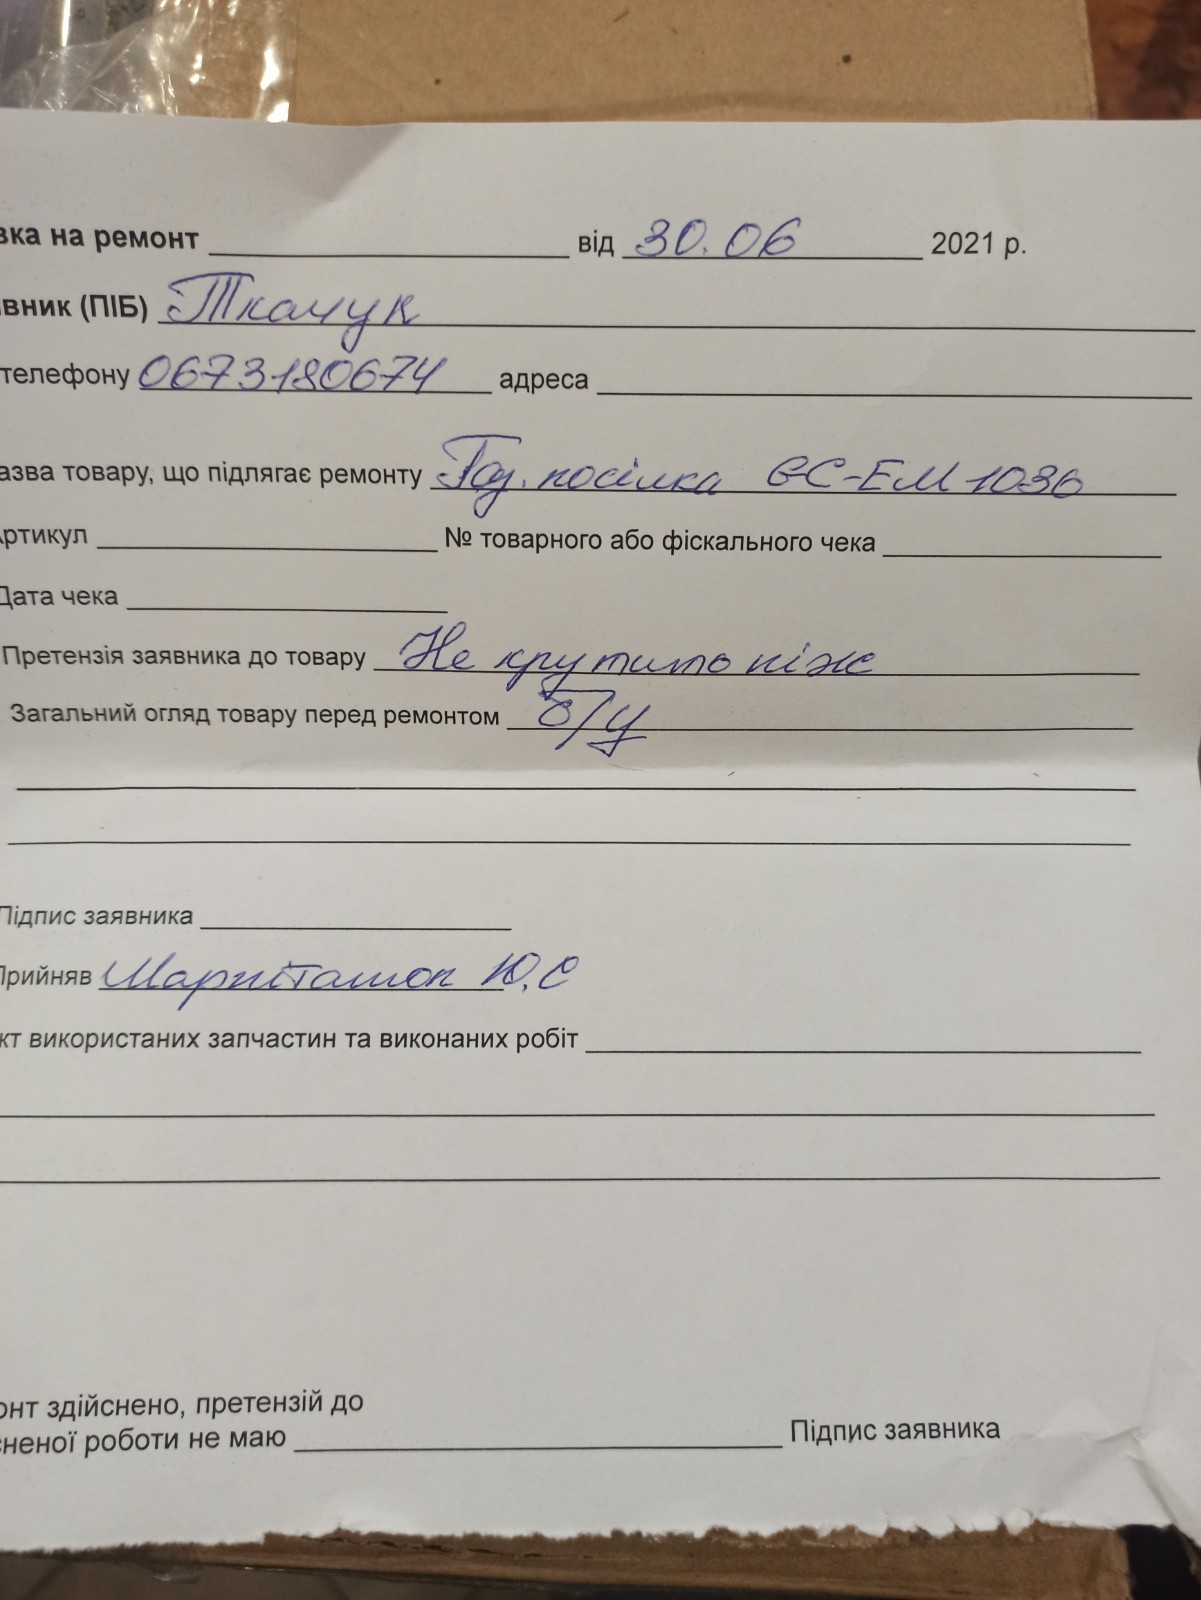 вка на ремонт від 30.06 2021 р.
івник (ПІБ) Ткачук
телефону 0673180674 адреса
азва товару, що підлягає ремонту Газ. косілка GC-EM 1036
Артикул № товарного або фіскального чека
Дата чека
Претензія заявника до товару Не крутить ніж
Загальний огляд товару перед ремонтом б/у
Підпис заявника
Прийняв Ю.С
кт використаних запчастин та виконаних робіт
онт здійснено, претензій до
сненої роботи не маю Підпис заявника